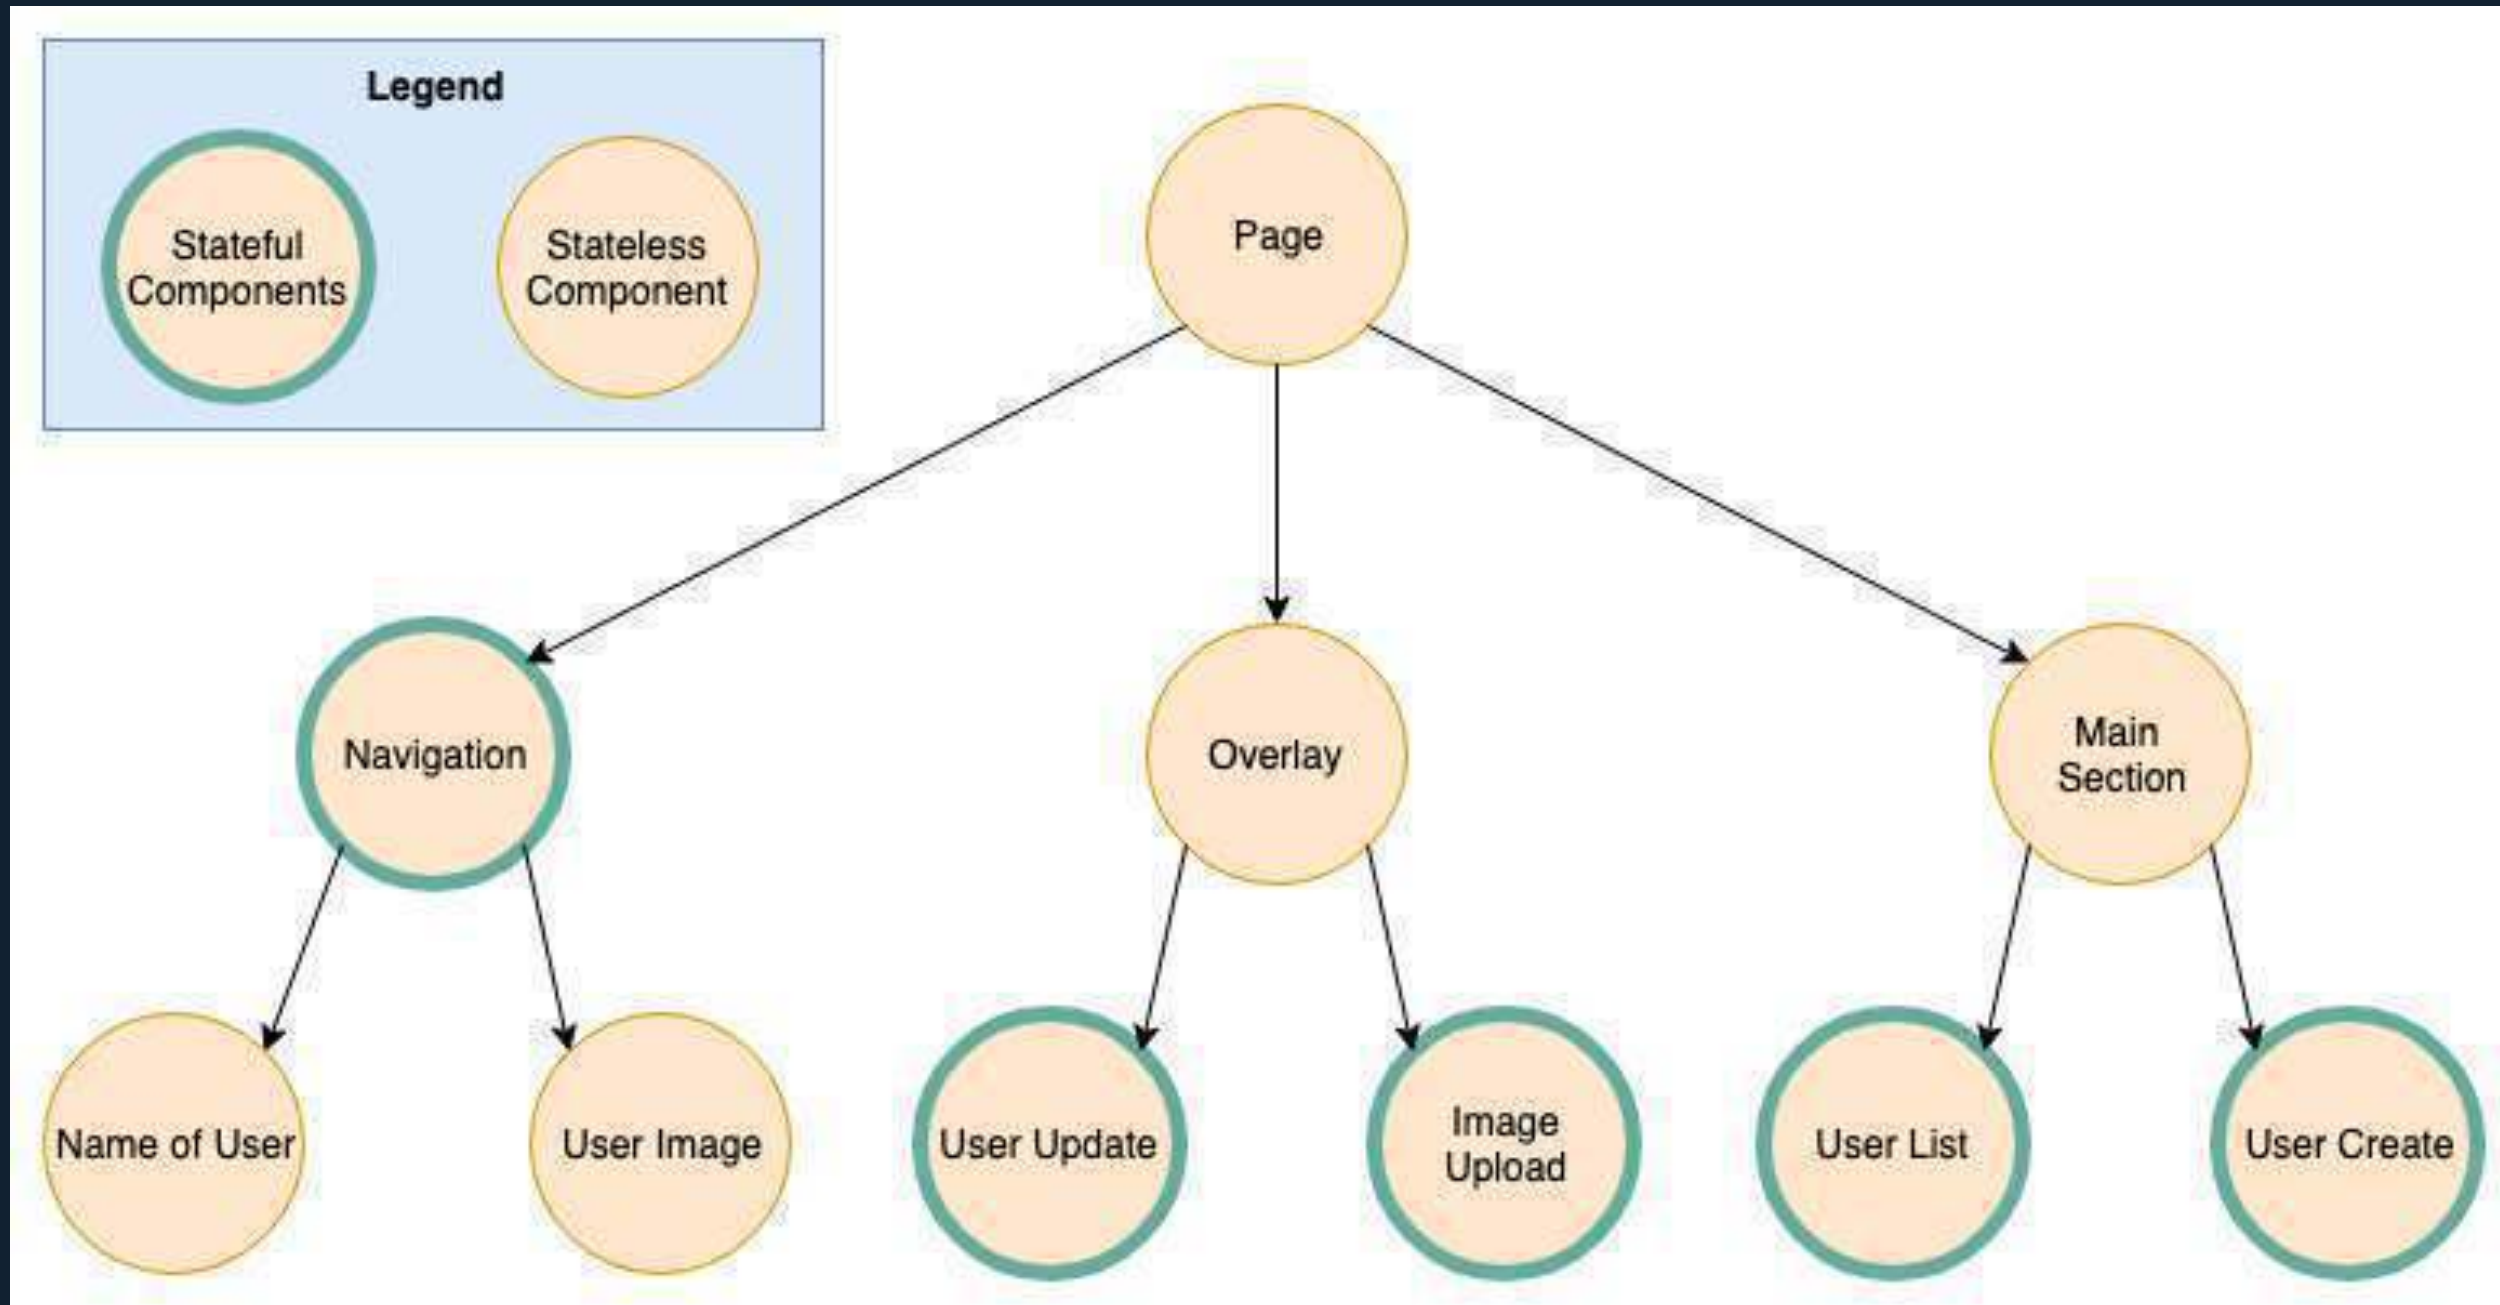 Legend
Stateful
Components
Stateless
Component
Page
Navigation
Overlay
Main
Section
Name of User
User Image
User Update
Image
Upload
User List
User Create